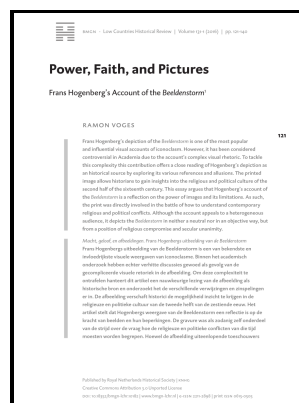 BMGN - Low Countries Historical Review | Volume 131-1 (2016) | pp. 121-140
Power, Faith, and Pictures
Frans Hogenberg's Account of the Beeldenstorm¹
RAMON VOGES
121
Frans Hogenberg's depiction of the Beeldenstorm is one of the most popular
and influential visual accounts of iconoclasm. However, it has been considered
controversial in Academia due to the complex visual rhetoric. To tackle
this complexity this contribution offers a close reading of Hogenberg's depiction as
an historical source by exploring its various references and allusions. The printed
image allows historians to gain insights into the religious and political culture of the
second half of the sixteenth century. This essay argues that Hogenberg's account of
the Beeldenstorm is a reflection on the power of images and its limitations. As such,
the print was directly involved in the battle of how to understand contemporary
religious and political conflicts. Although the account appeals to a heterogeneous
audience, it depicts the Beeldenstorm in neither a neutral nor in an objective way, but
from a position of religious compromise and secular unanimity.
Macht, geloof, en afbeeldingen. Frans Hogenbergs uitbeelding van de Beeldenstorm
Frans Hogenbergs uitbeelding van de Beeldenstorm is een van bekendste en
invloedrijkste visuele weergaven van iconoclasme. Binnen het academisch
onderzoek hebben echter verhitte discussies gewoed als gevolg van de
gecompliceerde visuele retoriek in de afbeelding. Om deze complexiteit te
ontrafelen hanteert dit artikel een nauwkeurige lezing van de afbeelding als
historische bron en onderzoekt het de verschillende verwijzingen en zinspelingen
er in. De afbeelding verschaft historici de mogelijkheid inzicht te krijgen in de
religieuze en politieke cultuur van de tweede helft van de zestiende eeuw. Het
artikel stelt dat Hogenbergs weergave van de Beeldenstorm een reflectie is op de
kracht van beelden en hun beperkingen. De gravure was als zodanig zelf onderdeel
van de strijd over de vraag hoe de religieuze en politieke conflicten van die tijd
moesten worden begrepen. Hoewel de afbeelding uiteenlopende toeschouwers
Published by Royal Netherlands Historical Society | KNHG
Creative Commons Attribution 3.0 Unported License